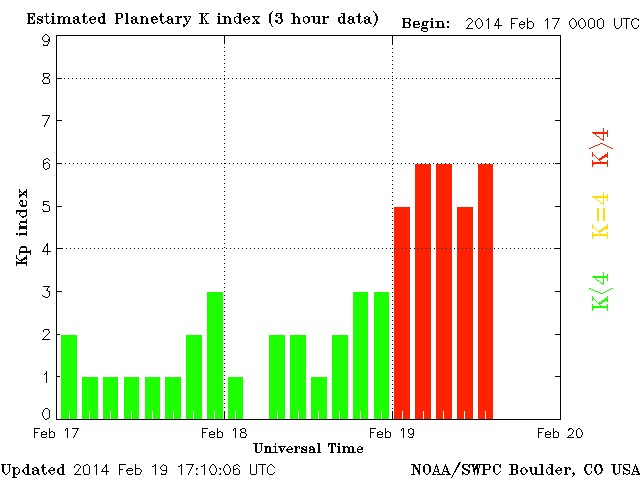 Estimated Planetary K index (3 hour data) Begin: 2014 Feb 17 0000 UTC
9
8
7
6
5
4
3
2
1
0
Kp index
K>4
K=4
K<4
Feb 17 Feb 18 Feb 19 Feb 20
Universal Time
Updated 2014 Feb 19 17:10:06 UTC NOAA/SWPC Boulder, CO USA